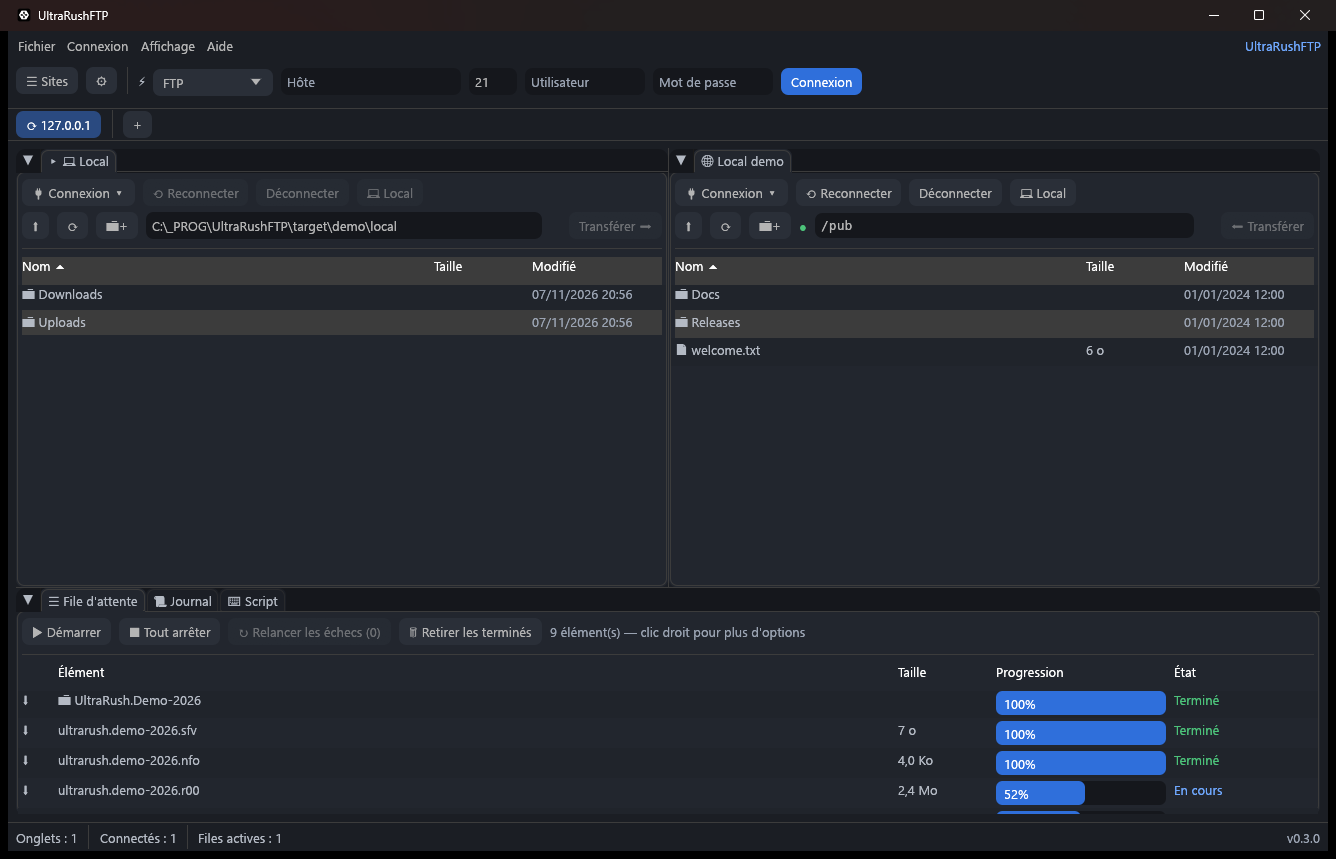 UltraRushFTP
Fichier Connexion Affichage Aide UltraRushFTP
Sites FTP Hôte 21 Utilisateur Mot de passe Connexion
127.0.0.1 +
Local
Connexion Reconnecter Déconnecter Local
C:\_PROG\UltraRushFTP\target\demo\local Transférer
Nom Taille Modifié
Downloads 07/11/2026 20:56
Uploads 07/11/2026 20:56
Local demo
Connexion Reconnecter Déconnecter Local
/pub Transférer
Nom Taille Modifié
Docs 01/01/2024 12:00
Releases 01/01/2024 12:00
welcome.txt 6 o 01/01/2024 12:00
File d'attente Journal Script
Démarrer Tout arrêter Relancer les échecs (0) Retirer les terminés 9 élément(s) — clic droit pour plus d'options
Élément Taille Progression État
UltraRush.Demo-2026 100% Terminé
ultrarush.demo-2026.sfv 7 o 100% Terminé
ultrarush.demo-2026.nfo 4,0 Ko 100% Terminé
ultrarush.demo-2026.r00 2,4 Mo 52% En cours
Onglets : 1 Connectés : 1 Files actives : 1 v0.3.0